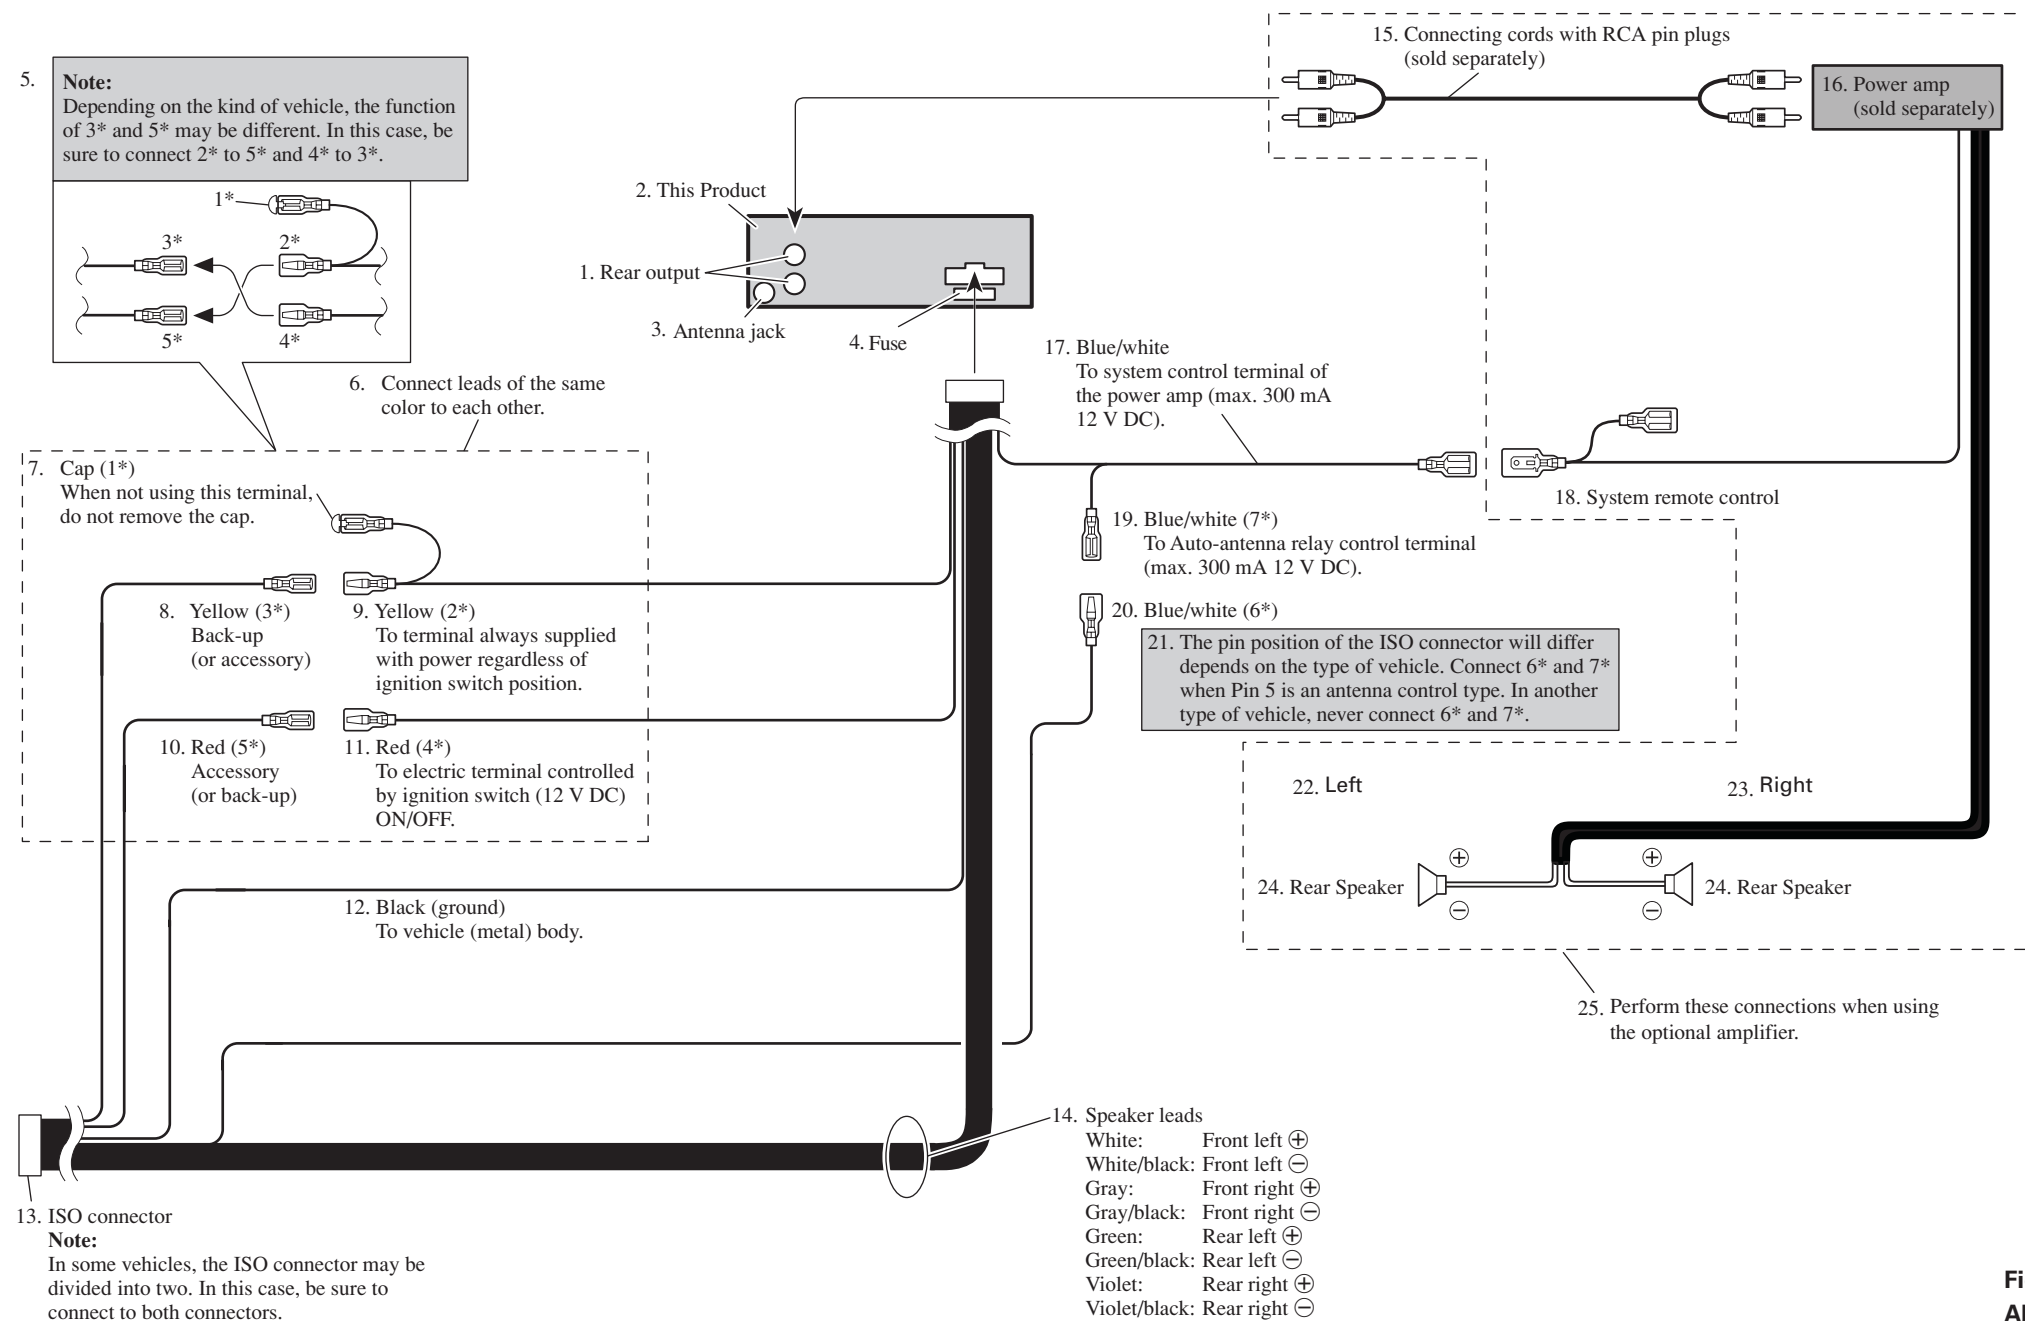 5.
Note:
Depending on the kind of vehicle, the function
of 3* and 5* may be different. In this case, be
sure to connect 2* to 5* and 4* to 3*.
1*
3*
2*
5*
4*
2. This Product
1. Rear output
3. Antenna jack
4. Fuse
15. Connecting cords with RCA pin plugs
(sold separately)
16. Power amp
(sold separately)
6. Connect leads of the same
color to each other.
7. Cap (1*)
When not using this terminal,
do not remove the cap.
8. Yellow (3*)
Back-up
(or accessory)
9. Yellow (2*)
To terminal always supplied
with power regardless of
ignition switch position.
10. Red (5*)
Accessory
(or back-up)
11. Red (4*)
To electric terminal controlled
by ignition switch (12 V DC)
ON/OFF.
12. Black (ground)
To vehicle (metal) body.
13. ISO connector
Note:
In some vehicles, the ISO connector may be
divided into two. In this case, be sure to
connect to both connectors.
14. Speaker leads
White: Front left ⊕
White/black: Front left ⊖
Gray: Front right ⊕
Gray/black: Front right ⊖
Green: Rear left ⊕
Green/black: Rear left ⊖
Violet: Rear right ⊕
Violet/black: Rear right ⊖
17. Blue/white
To system control terminal of
the power amp (max. 300 mA
12 V DC).
18. System remote control
19. Blue/white (7*)
To Auto-antenna relay control terminal
(max. 300 mA 12 V DC).
20. Blue/white (6*)
21. The pin position of the ISO connector will differ
depends on the type of vehicle. Connect 6* and 7*
when Pin 5 is an antenna control type. In another
type of vehicle, never connect 6* and 7*.
22. Left
23. Right
24. Rear Speaker
⊕
⊖
⊕
⊖
24. Rear Speaker
25. Perform these connections when using
the optional amplifier.
Fi